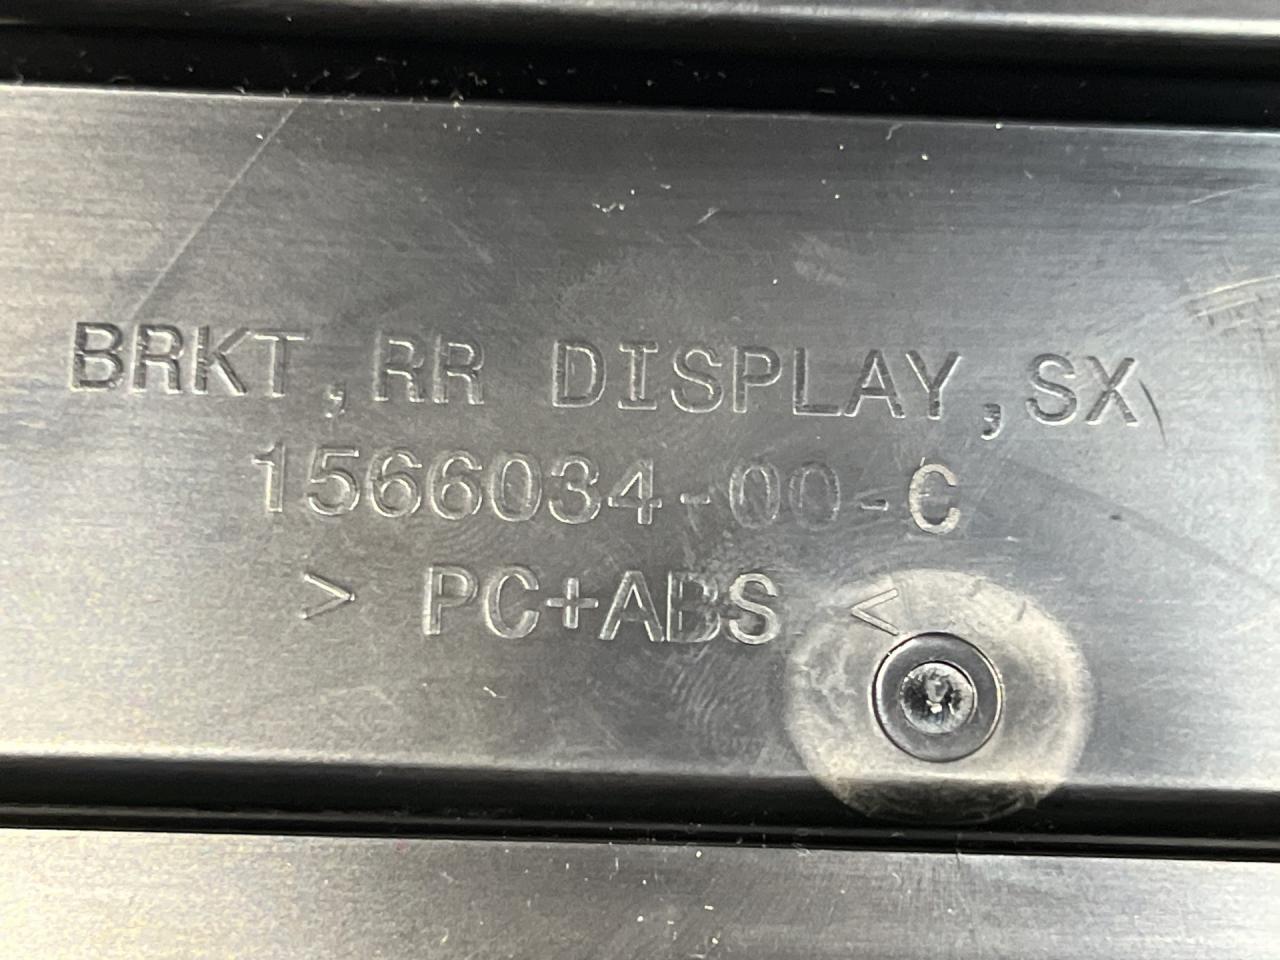 BRKT,RR DISPLAY,SX
1566034-00-C
> PC+ABS <